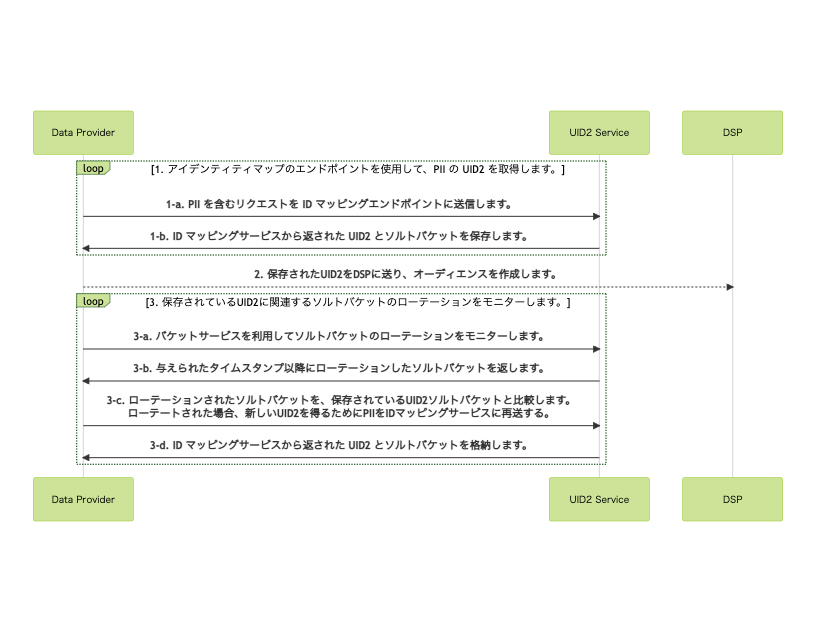 Data Provider
UID2 Service
DSP
loop
[1. アイデンティティマップのエンドポイントを使用して、PII の UID2 を取得します。]
1-a. PII を含むリクエストを ID マッピングエンドポイントに送信します。
1-b. ID マッピングサービスから返された UID2 とソルトバケットを保存します。
2. 保存されたUID2をDSPに送り、オーディエンスを作成します。
loop
[3. 保存されているUID2に関連するソルトバケットのローテーションをモニターします。]
3-a. バケットサービスを利用してソルトバケットのローテーションをモニターします。
3-b. 与えられたタイムスタンプ以降にローテーションしたソルトバケットを返します。
3-c. ローテーションされたソルトバケットを、保存されているUID2ソルトバケットと比較します。
ローテートされた場合、新しいUID2を得るためにPIIをIDマッピングサービスに再送する。
3-d. ID マッピングサービスから返された UID2 とソルトバケットを格納します。
Data Provider
UID2 Service
DSP